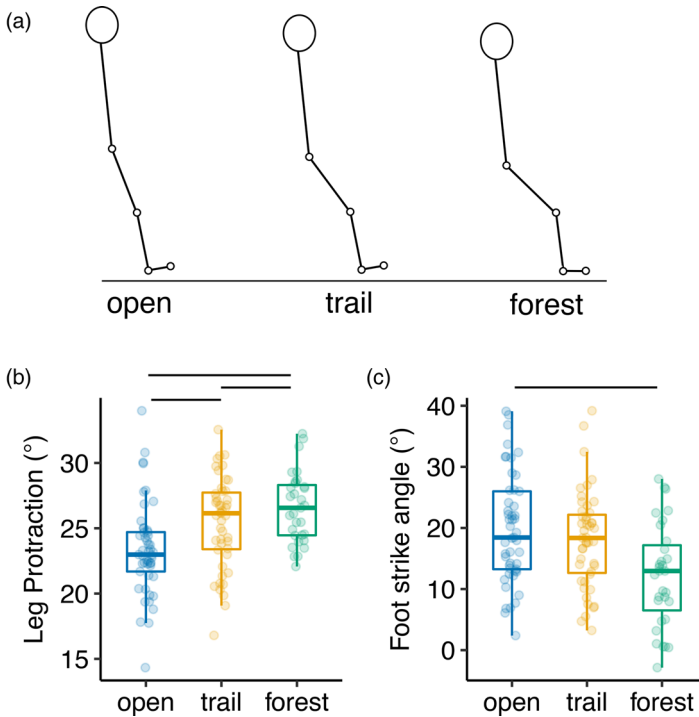 (a)
open trail forest
(b)
Leg Protraction (°)
30
25
20
15
open trail forest
(c)
Foot strike angle (°)
40
30
20
10
0
open trail forest